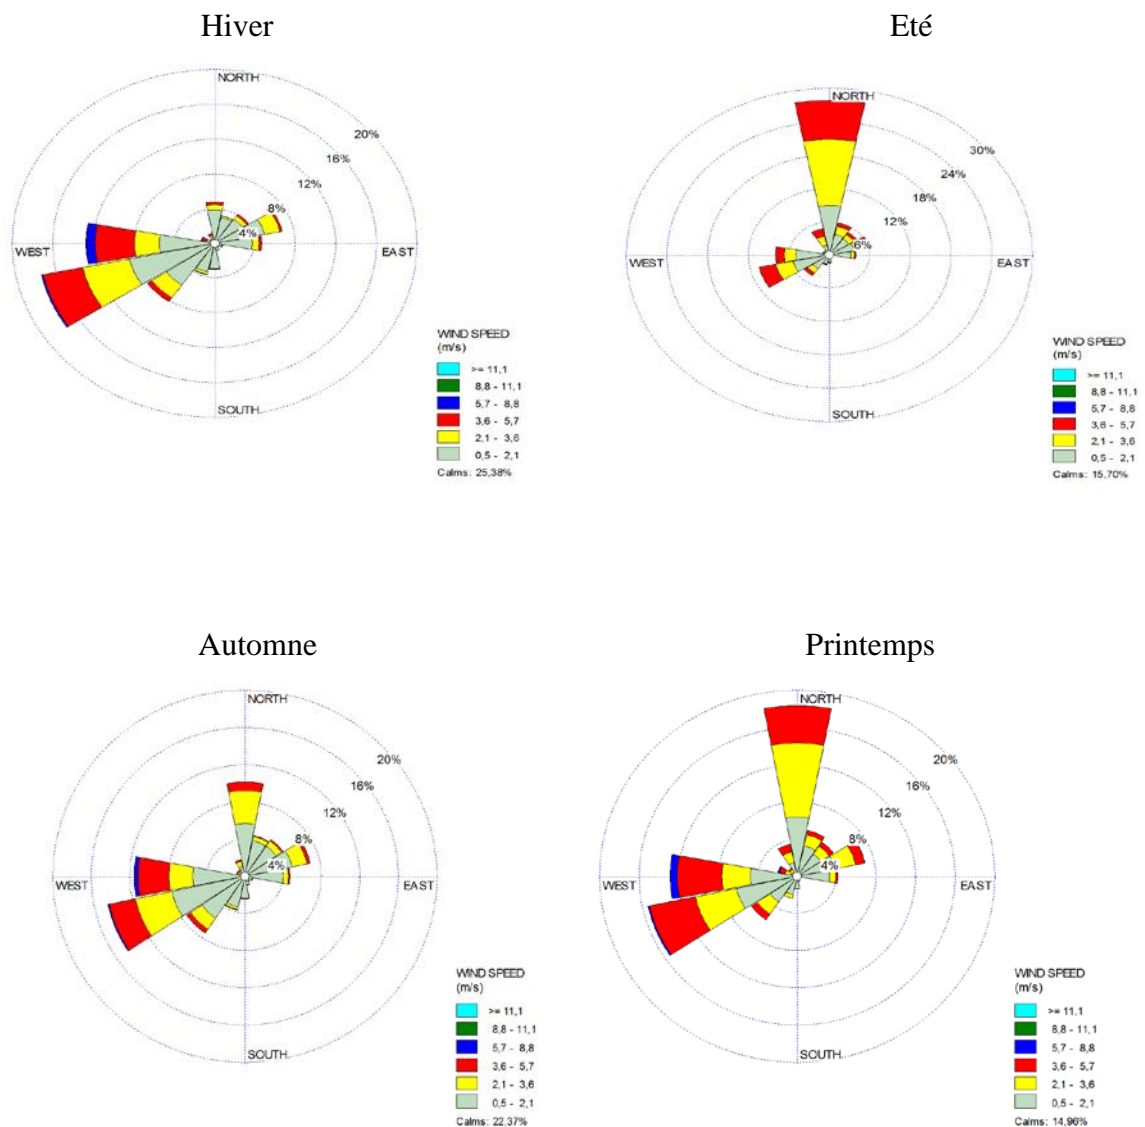 Hiver
NORTH
20%
16%
12%
8%
4%
WEST
EAST
SOUTH
WIND SPEED
(m/s)
>= 11,1
8,8 - 11,1
5,7 - 8,8
3,6 - 5,7
2,1 - 3,6
0,5 - 2,1
Calms: 25,38%
Eté
NORTH
30%
24%
18%
12%
6%
WEST
EAST
SOUTH
WIND SPEED
(m/s)
>= 11,1
8,8 - 11,1
5,7 - 8,8
3,6 - 5,7
2,1 - 3,6
0,5 - 2,1
Calms: 15,70%
Automne
NORTH
20%
16%
12%
8%
4%
WEST
EAST
SOUTH
WIND SPEED
(m/s)
>= 11,1
8,8 - 11,1
5,7 - 8,8
3,6 - 5,7
2,1 - 3,6
0,5 - 2,1
Calms: 22,37%
Printemps
NORTH
20%
16%
12%
8%
4%
WEST
EAST
SOUTH
WIND SPEED
(m/s)
>= 11,1
8,8 - 11,1
5,7 - 8,8
3,6 - 5,7
2,1 - 3,6
0,5 - 2,1
Calms: 14,96%